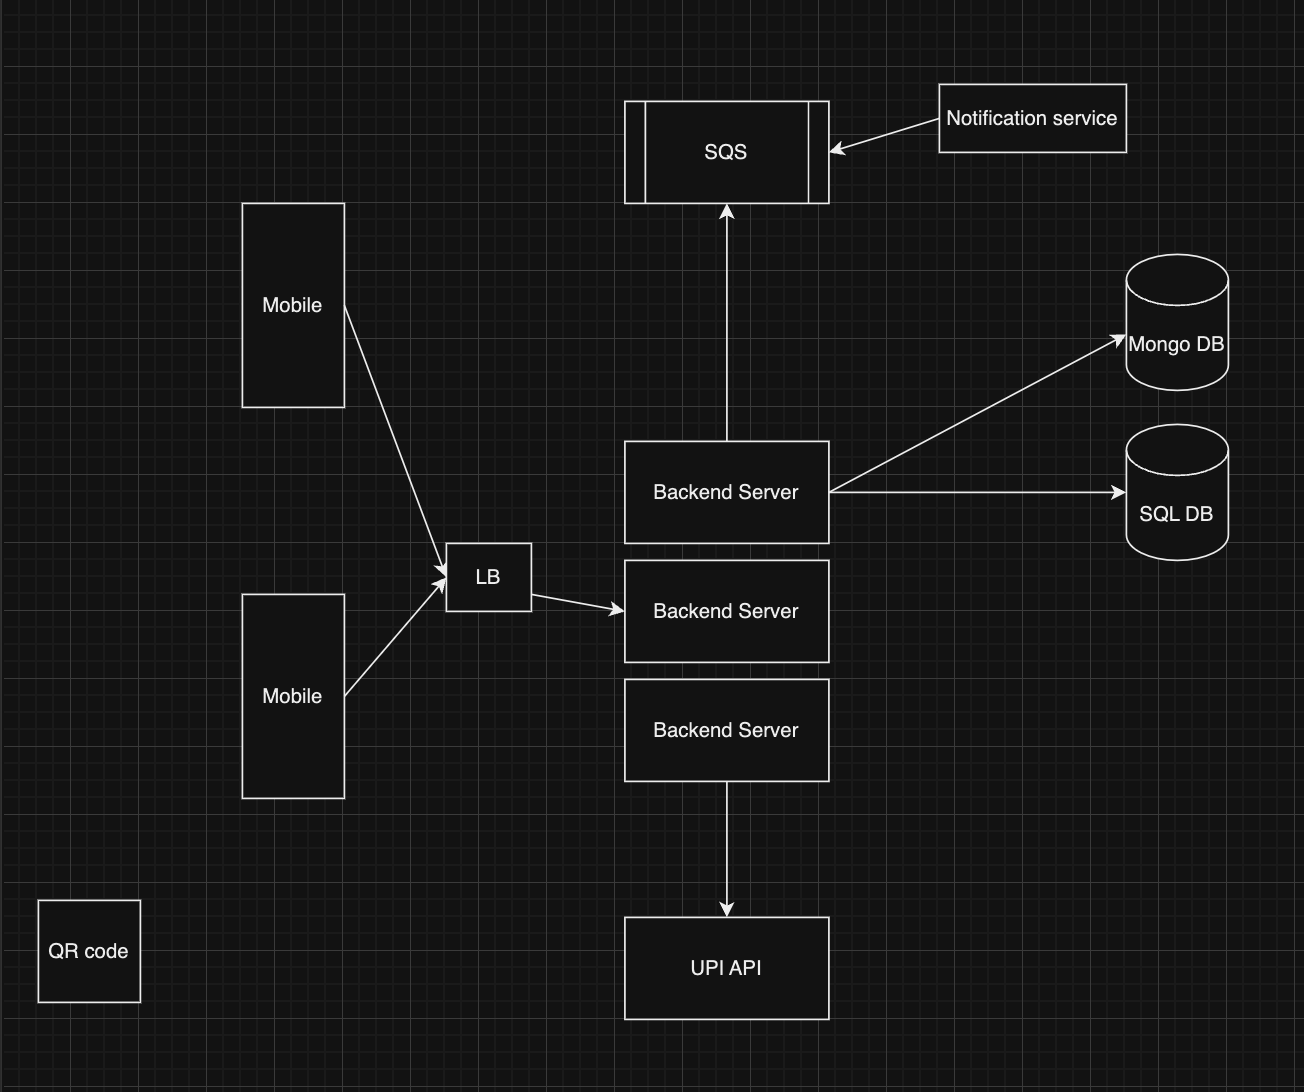 Notification service
SQS
Mobile
Mongo DB
Backend Server
SQL DB
LB
Backend Server
Mobile
Backend Server
QR code
UPI API